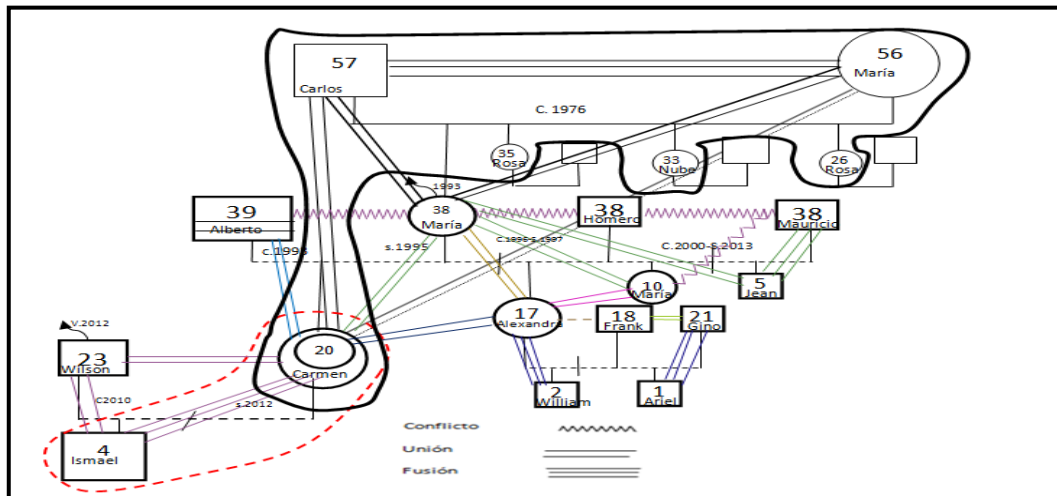 57
Carlos
56
María
C. 1976
35
Rosa
33
Nube
26
Rosa
1993
39
Alberto
38
María
38
Homero
38
Mauricio
c.1993
s.1995
C.1995-S.1997
C.2000-S.2013
10
María
5
Jean
17
Alexandra
18
Frank
21
Gino
V.2012
23
Wilson
20
Carmen
C2010
s.2012
2
William
1
Ariel
4
Ismael
Conflicto
Unión
Fusión